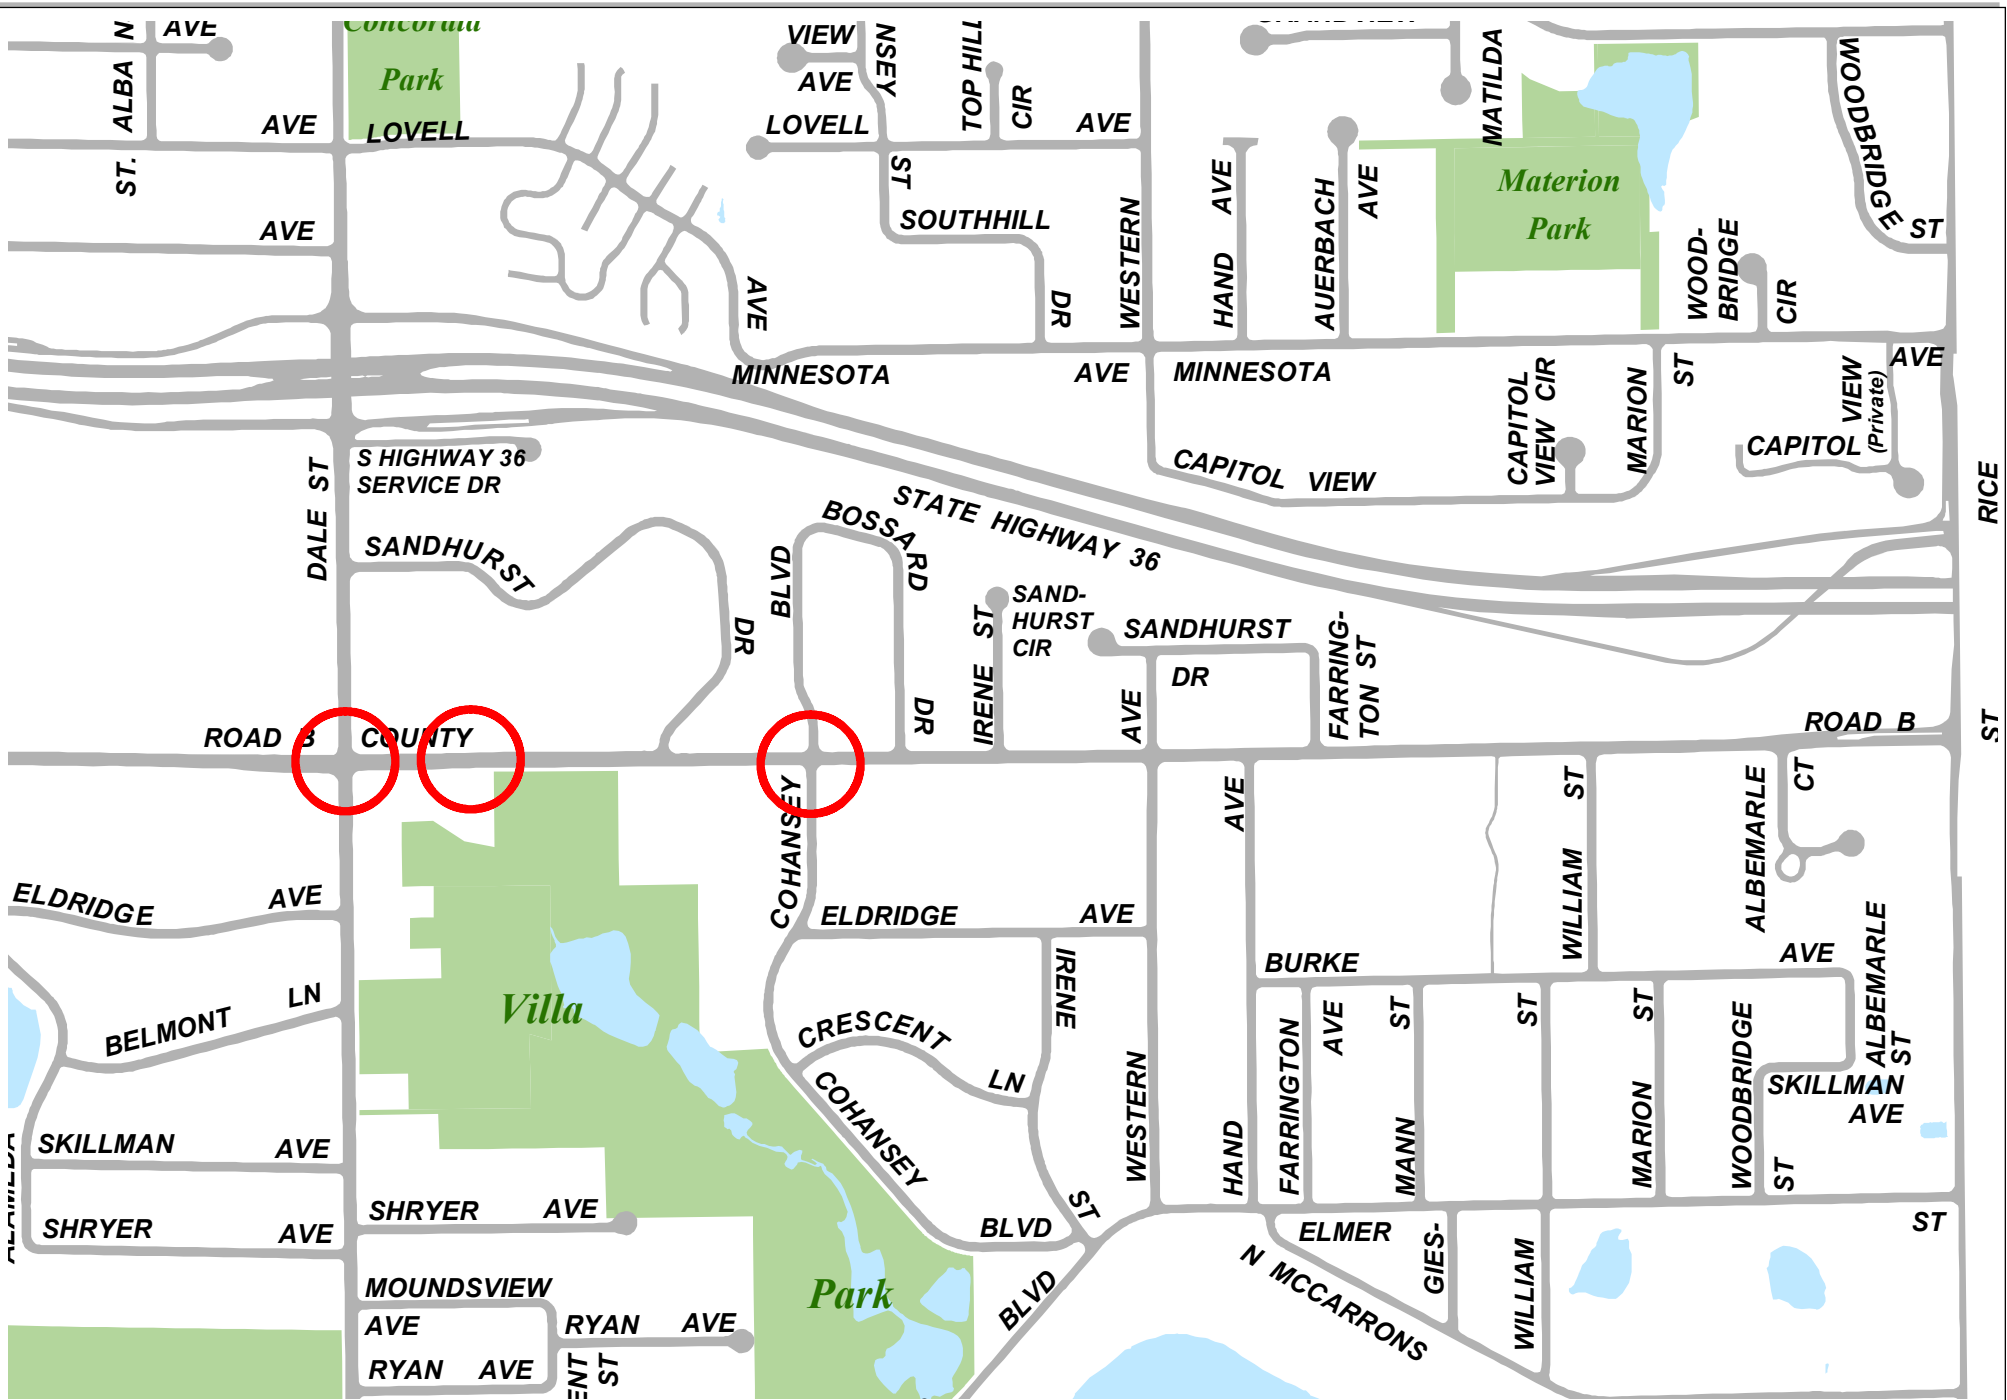 AVE
ALBA N
ST.
Concordia
Park
VIEW
AVE
NSEY
ST
TOP HILL
CIR
MATILDA
WOODBRIDGE
ST
AVE
LOVELL
LOVELL
AVE
AVE
AVE
SOUTHHILL
DR
WESTERN
HAND AVE
AUERBACH
AVE
Materion
Park
WOOD-
BRIDGE
CIR
MINNESOTA
AVE
MINNESOTA
AVE
CAPITOL
VIEW CIR
MARION
ST
VIEW
(Private)
CAPITOL
CAPITOL VIEW
S HIGHWAY 36
SERVICE DR
DALE ST
STATE HIGHWAY 36
RICE
ST
SANDHURST
DR
BLVD
BOSSARD
DR
IRENE ST
SAND-
HURST
CIR
SANDHURST
DR
AVE
FARRING-
TON ST
ROAD B
COUNTY
ROAD B
COHANSEY
AVE
WILLIAM ST
ALBEMARLE
CT
ELDRIDGE
AVE
ELDRIDGE
AVE
IRENE
ST
BURKE
AVE
ALBEMARLE
ST
BELMONT LN
Villa
CRESCENT
LN
COHANSEY
BLVD
WESTERN
HAND
FARRINGTON
AVE
MANN
ST
ST
MARION
ST
WOODBRIDGE
ST
SKILLMAN
AVE
SKILLMAN
AVE
SHRYER
AVE
SHRYER
AVE
ST
MOUNDSVIEW
AVE
RYAN AVE
RYAN AVE
ST
Park
BLVD
ELMER
N MCCARRONS
GIES-
WILLIAM